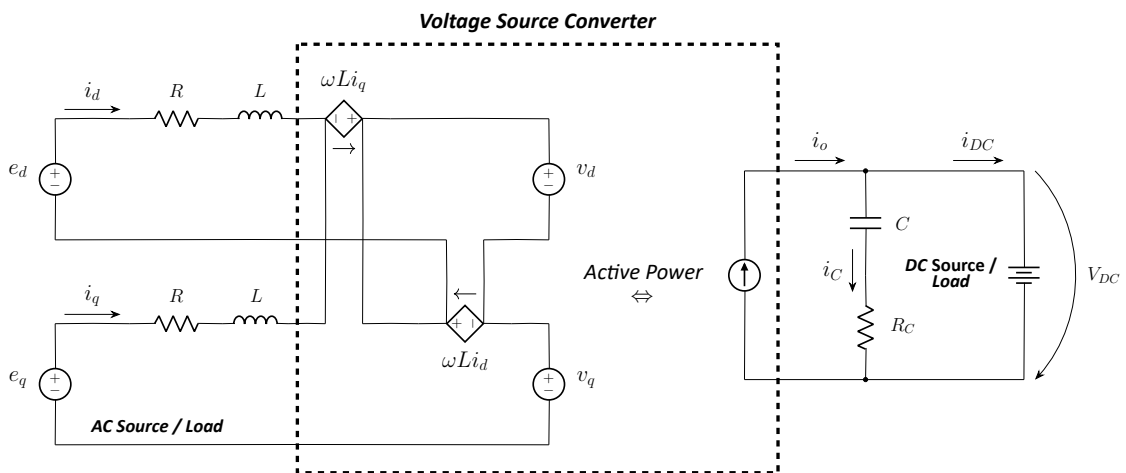 Voltage Source Converter
ωLi_q
i_d
R
L
e_d
v_d
i_o
i_DC
C
i_C
DC Source /
Load
V_DC
R_C
Active Power
⇔
i_q
R
L
ωLi_d
e_q
v_q
AC Source / Load